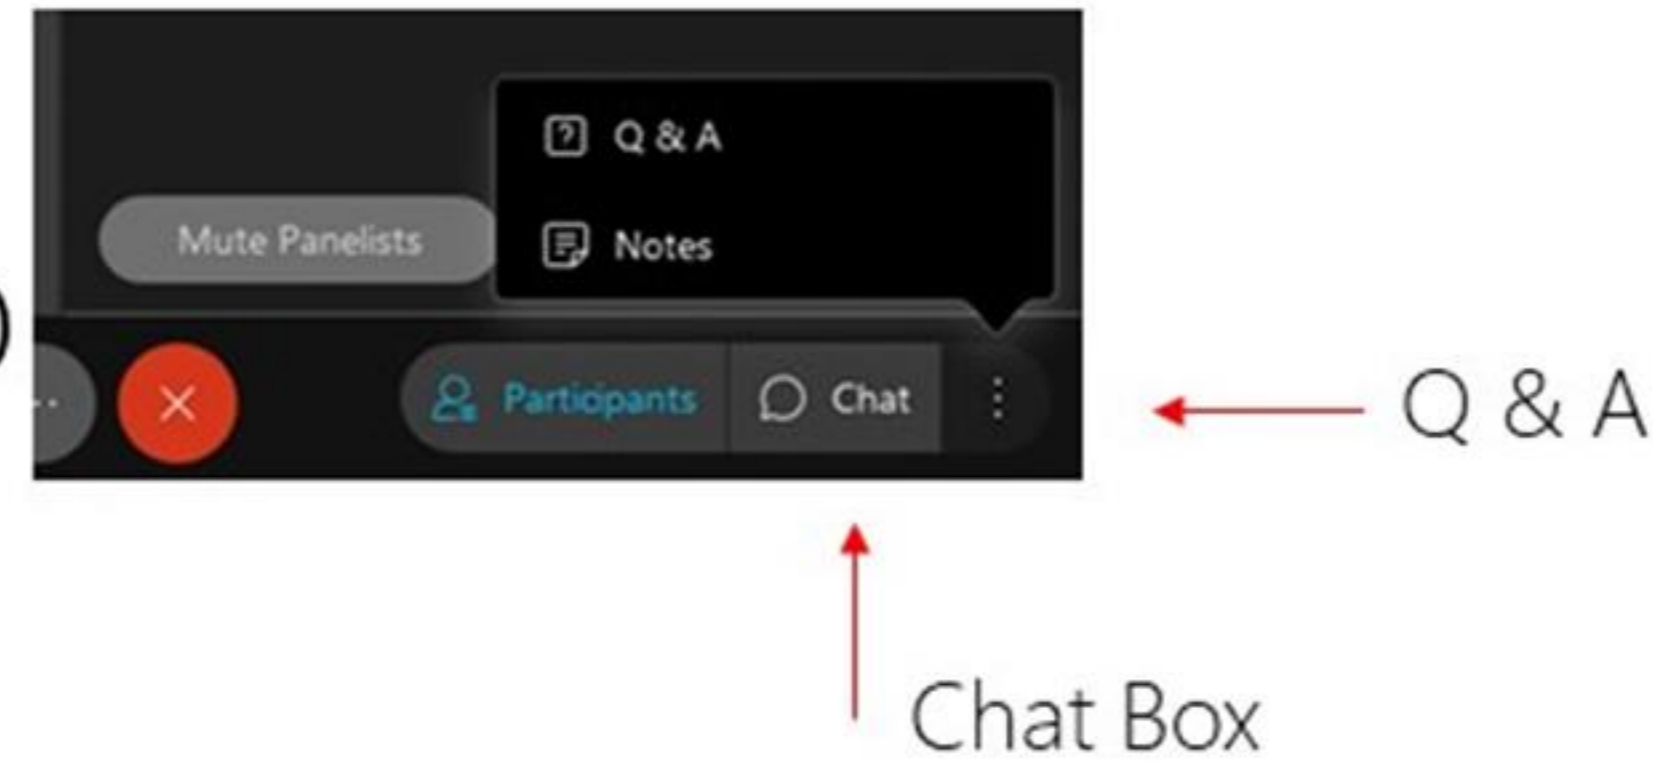 Q & A
Notes
Mute Panelists
Participants
Chat
Q & A
Chat Box